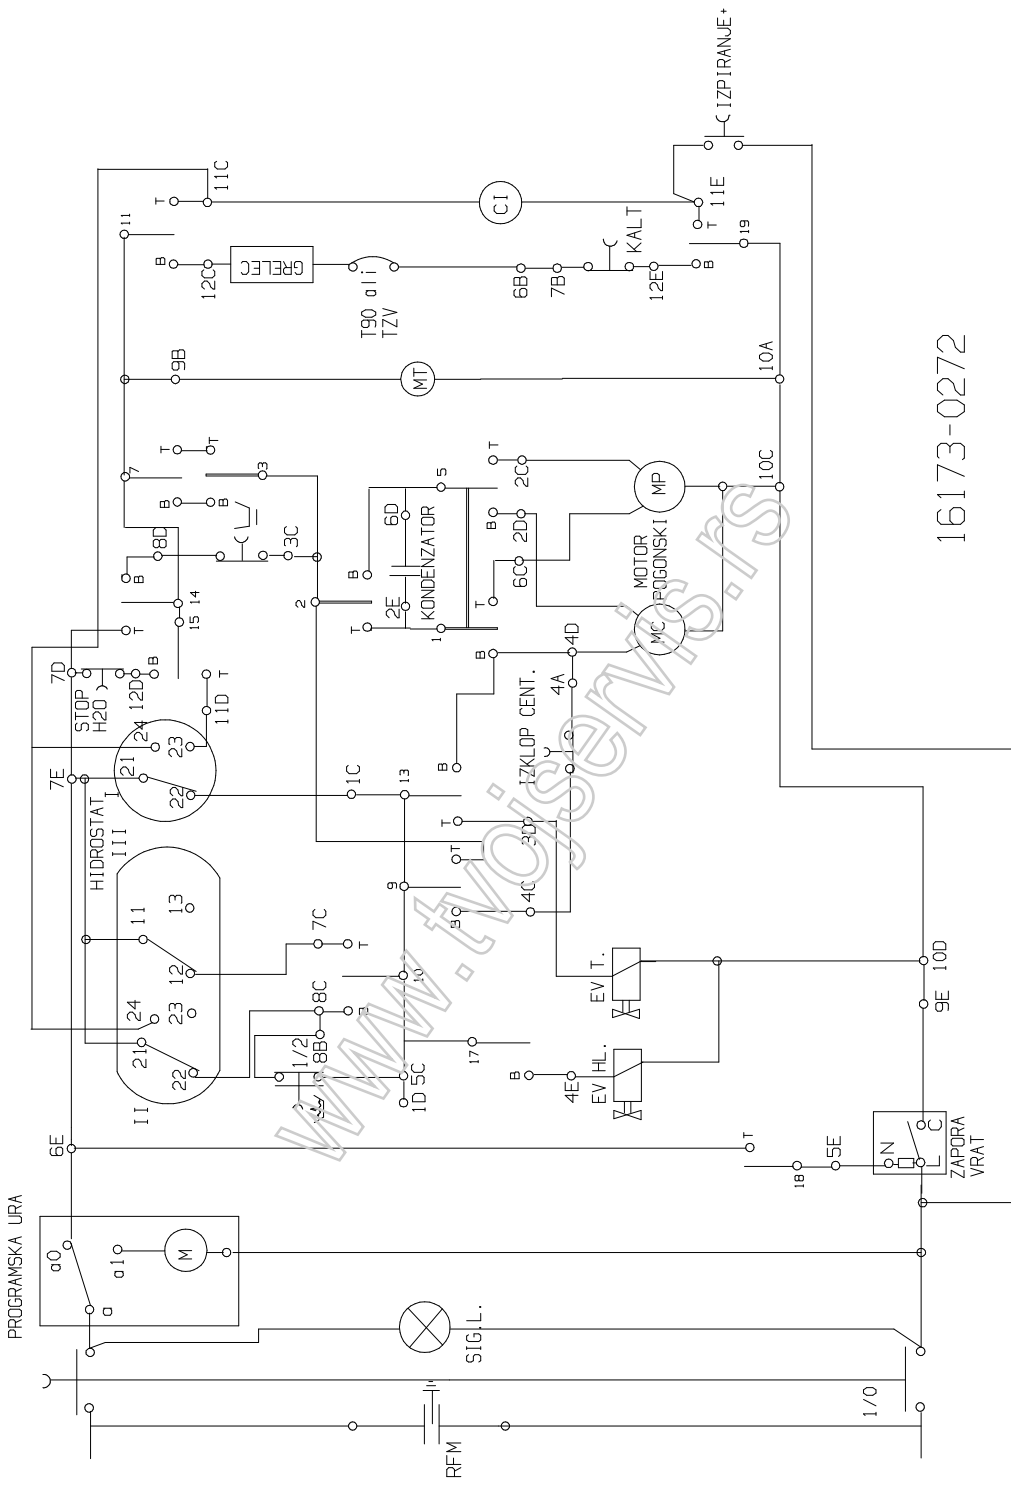 IZPIRANJE+
11C
T
11
B
12C
GRELEC
T90 ali
TZV
CI
6B
7B
KALT
12E
11E
T
B
19
9B
MT
10A
16173-0272
7
T
T
3
B
B
8D
3C
B
14
15
2
T
B
6D
2E
KONDENZATOR
5
1
T
2C
B
2D
6C
T
MP
MOTOR
POGONSKI
MC
10C
7D
STOP
H2O
12D
B
T
11D
T
B
4D
4A
IZKLOP CENT.
7E
HIDROSTAT
I
III
21
24
22
23
1C
13
B
T
3D
T
9
B
4C
II
11
13
12
24
23
21
22
7C
T
8C
B
8B
1/2
10
1D
5C
17
B
4E
EV T.
EV HL.
10D
9E
6E
T
18
5E
N
L
C
ZAPORA
VRAT
PROGRAMSKA URA
a0
a1
a
M
SIG.L.
1/0
RFM
www.tvojservis.rs